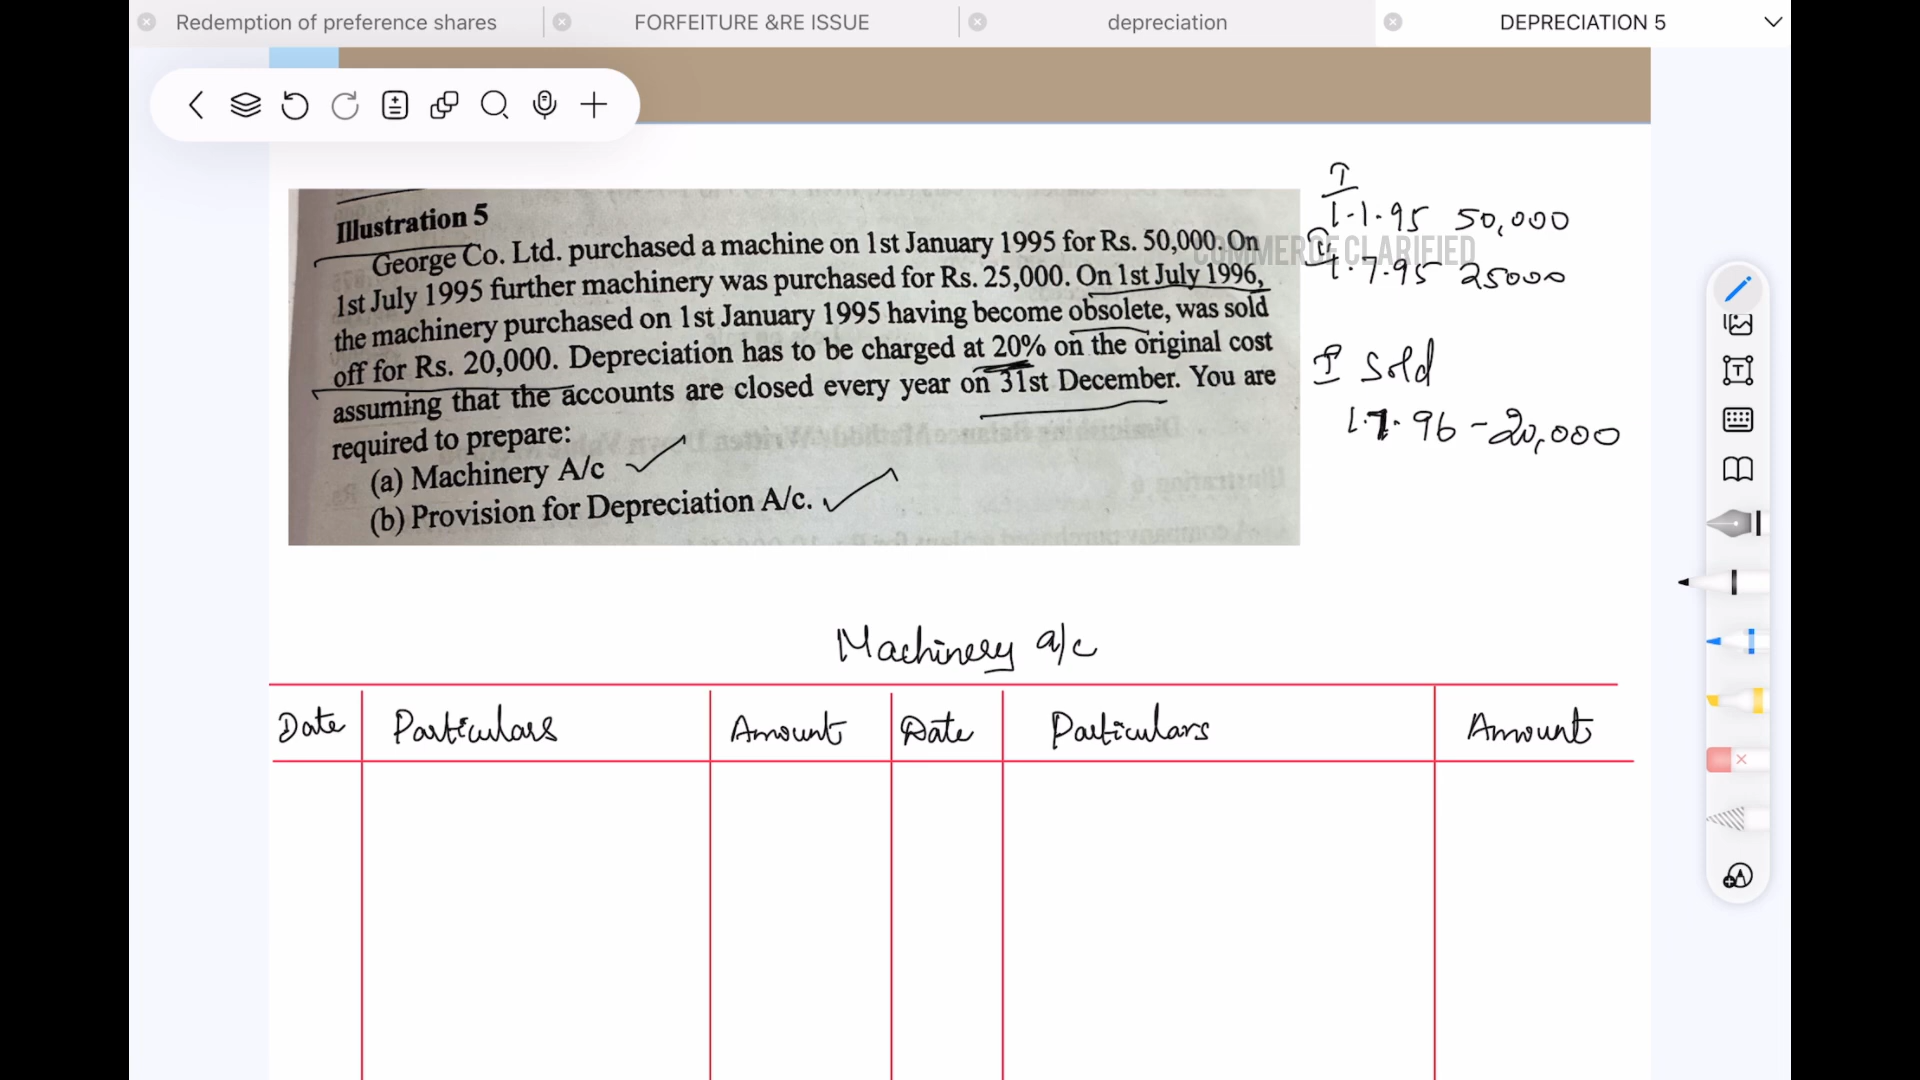 Redemption of preference shares
FORFEITURE &RE ISSUE
depreciation
DEPRECIATION 5
Illustration 5
George Co. Ltd. purchased a machine on 1st January 1995 for Rs. 50,000. On
1st July 1995 further machinery was purchased for Rs. 25,000. On 1st July 1996,
the machinery purchased on 1st January 1995 having become obsolete, was sold
off for Rs. 20,000. Depreciation has to be charged at 20% on the original cost
assuming that the accounts are closed every year on 31st December. You are
required to prepare:
(a) Machinery A/c
(b) Provision for Depreciation A/c.
COMMERCE CLARIFIED
I
1.1.95 50,000
II
1.7.95 25000
I Sold
1.7.96 - 20,000
Machinery a/c
Date Particulars Amount Date Particulars Amount